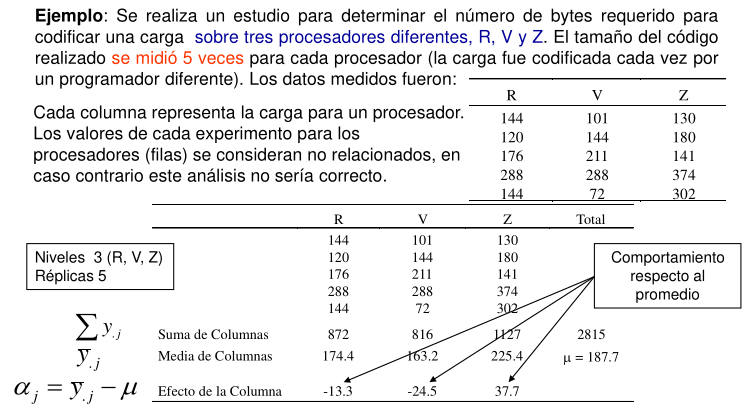 Ejemplo: Se realiza un estudio para determinar el número de bytes requerido para
codificar una carga sobre tres procesadores diferentes, R, V y Z. El tamaño del código
realizado se midió 5 veces para cada procesador (la carga fue codificada cada vez por
un programador diferente). Los datos medidos fueron:
R V Z
144 101 130
120 144 180
176 211 141
288 288 374
144 72 302
Cada columna representa la carga para un procesador.
Los valores de cada experimento para los
procesadores (filas) se consideran no relacionados, en
caso contrario este análisis no sería correcto.
R V Z Total
144 101 130
120 144 180
176 211 141
288 288 374
144 72 302
Niveles 3 (R, V, Z)
Réplicas 5
Comportamiento
respecto al
promedio
∑ y.j Suma de Columnas 872 816 1127 2815
y̅.j Media de Columnas 174.4 163.2 225.4 µ = 187.7
αj = y̅.j − µ Efecto de la Columna -13.3 -24.5 37.7